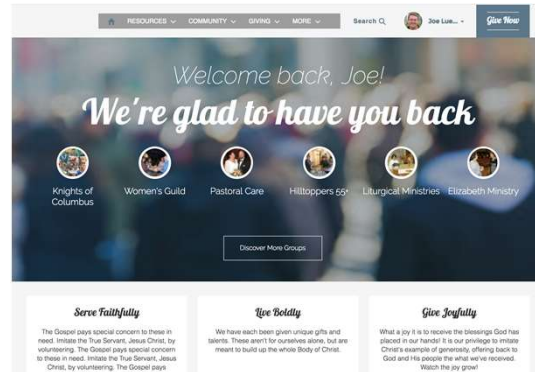 RESOURCES COMMUNITY GIVING MORE Search Joe Lus... Give Now
Welcome back, Joe!
We're glad to have you back
Knights of
Columbus
Women's Guild
Pastoral Care
Hilltoppers 55+
Liturgical Ministries
Elizabeth Ministry
Discover More Groups
Serve Faithfully
The Gospel pays special concern to these in
need. Imitate the True Servant, Jesus Christ, by
volunteering. The Gospel pays special concern
to these in need. Imitate the True Servant, Jesus
Christ, by volunteering. The Gospel pays
Live Boldly
We have each been given unique gifts and
talents. These aren't for ourselves alone, but are
meant to build up the whole Body of Christ.
Give Joyfully
What a joy it is to receive the blessings God has
placed in our hands! It is our privilege to imitate
Christ's example of generosity, offering back to
God and His people the what we've received.
Watch the joy grow!